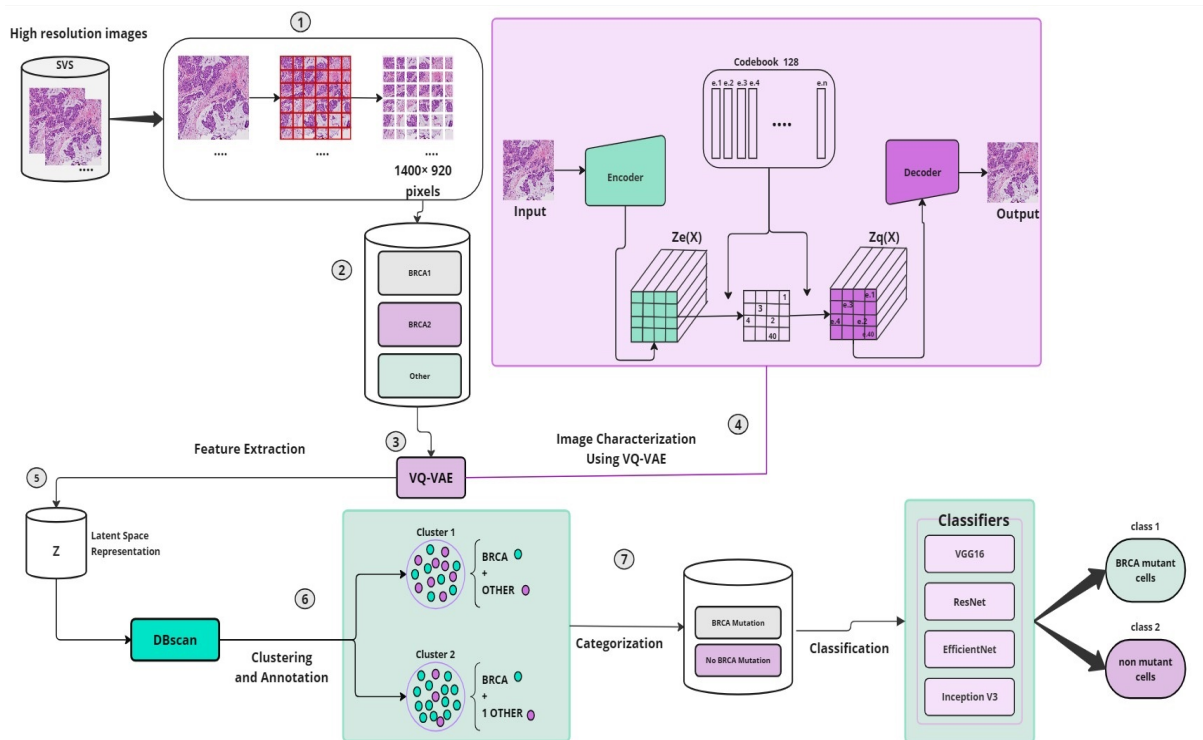 High resolution images
SVS
....
1
....
....
....
1400× 920
pixels
2
BRCA1
BRCA2
Other
Codebook 128
e.1 e.2 e.3 e.4
e.n
....
Input
Encoder
Decoder
Output
Ze(X)
Zq(X)
1
3
4
2
40
e.1
e.3
e.4
e.2
e.40
3
VQ-VAE
4
Image Characterization
Using VQ-VAE
Feature Extraction
5
Z
Latent Space
Representation
DBscan
6
Clustering
and Annotation
Cluster 1
BRCA
+
OTHER
Cluster 2
BRCA
+
1 OTHER
7
Categorization
BRCA Mutation
No BRCA Mutation
Classification
Classifiers
VGG16
ResNet
EfficientNet
Inception V3
class 1
BRCA mutant
cells
class 2
non mutant
cells